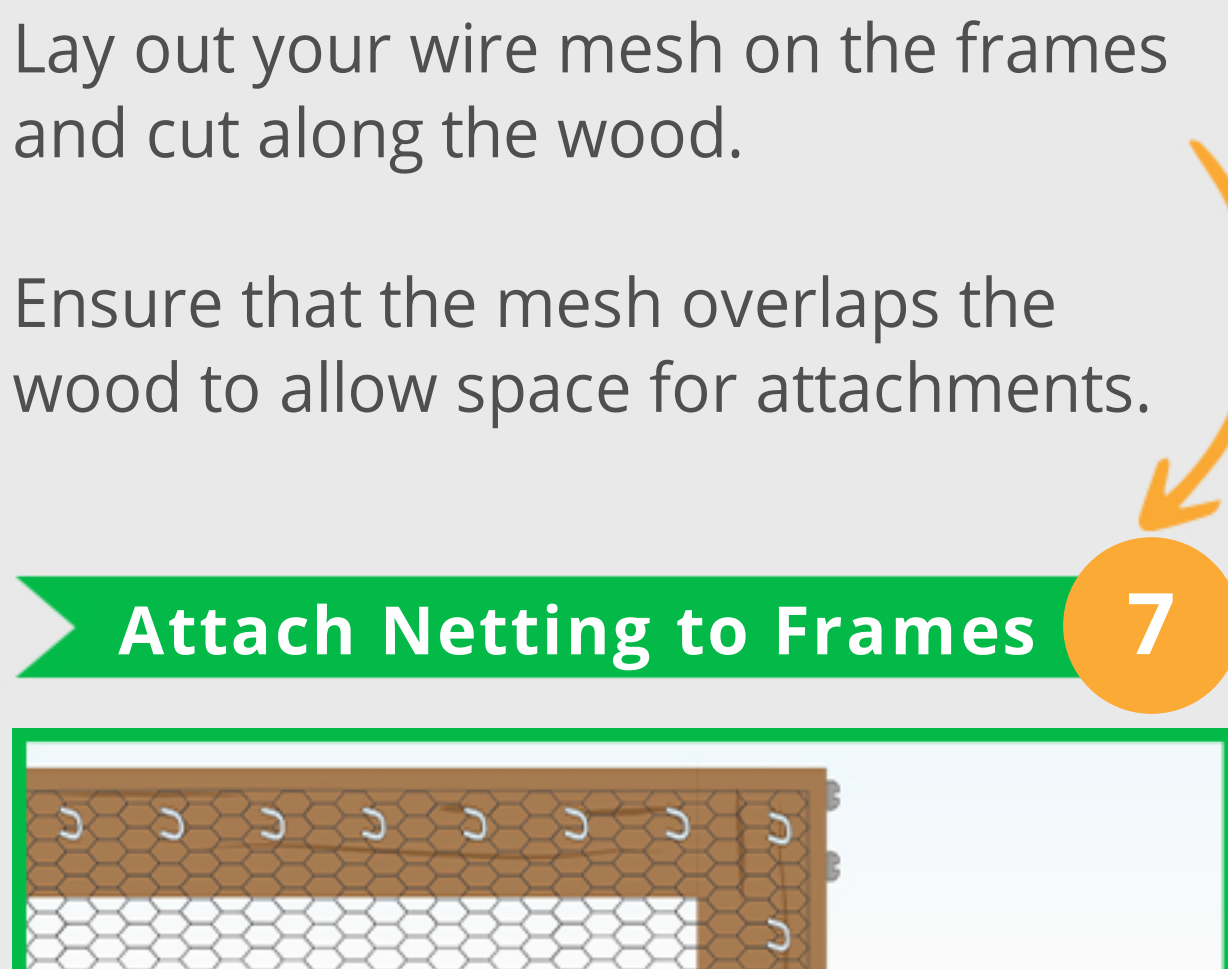 Lay out your wire mesh on the frames
and cut along the wood.
Ensure that the mesh overlaps the
wood to allow space for attachments.
Attach Netting to Frames 7